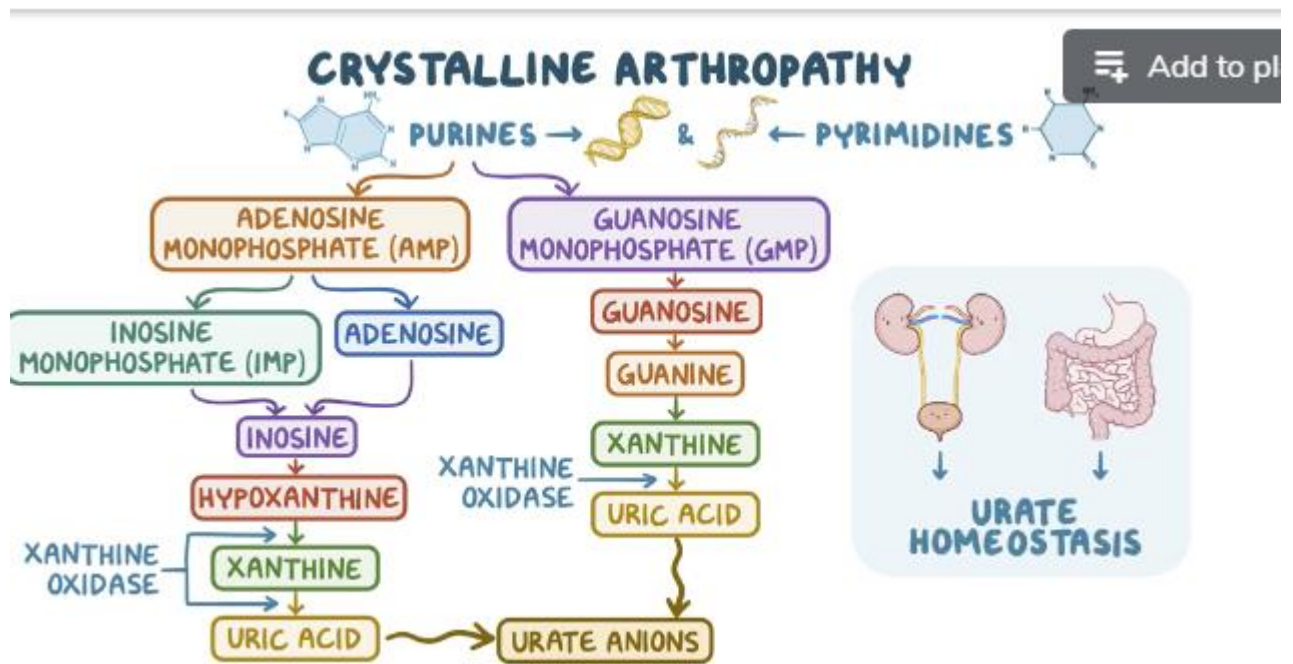 CRYSTALLINE ARTHROPATHY
Add to pl
PURINES → & ← PYRIMIDINES
ADENOSINE
MONOPHOSPHATE (AMP)
GUANOSINE
MONOPHOSPHATE (GMP)
INOSINE
MONOPHOSPHATE (IMP)
ADENOSINE
GUANOSINE
GUANINE
INOSINE
XANTHINE
HYPOXANTHINE
XANTHINE
OXIDASE
URIC ACID
XANTHINE
OXIDASE
XANTHINE
URIC ACID
URATE ANIONS
URATE
HOMEOSTASIS